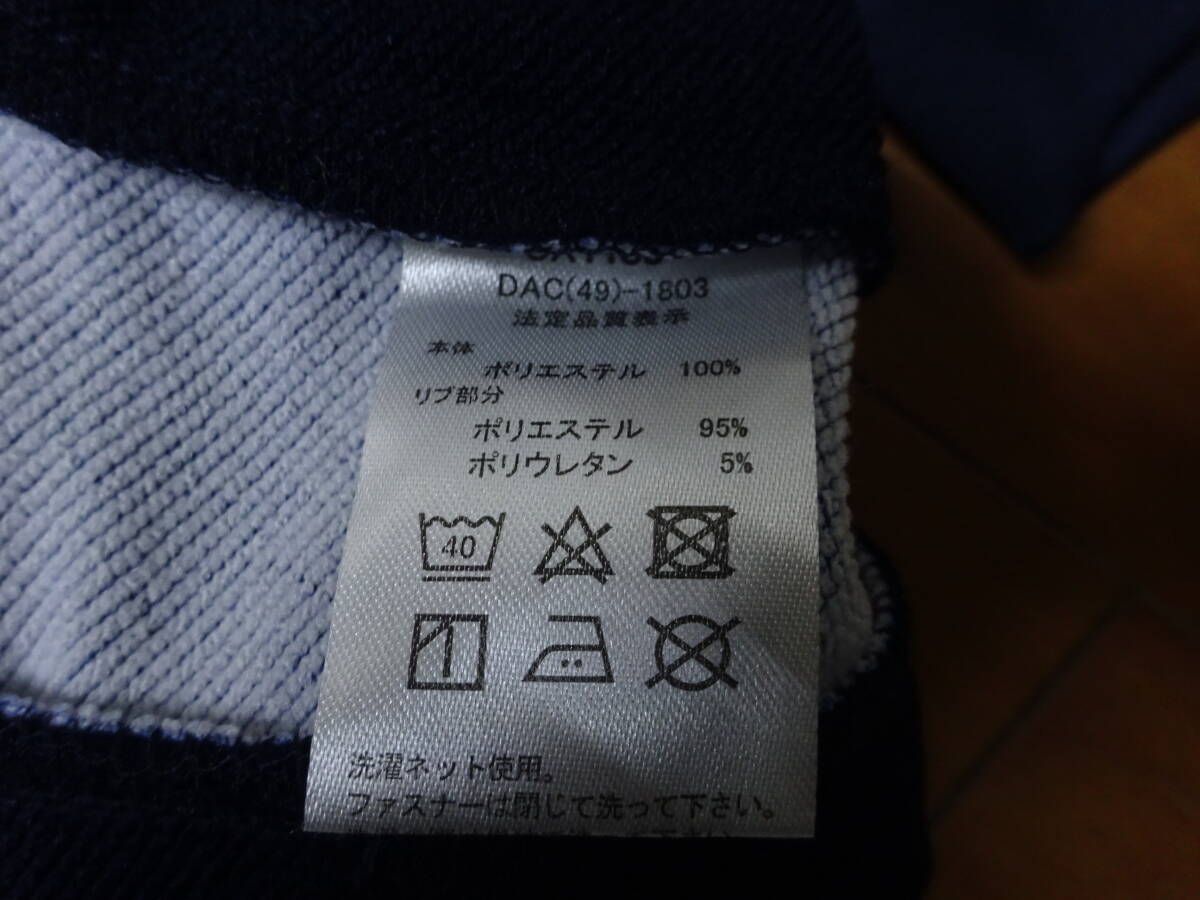 DAC(49)-1803
法定品質表示
本体
ポリエステル 100%
リブ部分
ポリエステル 95%
ポリウレタン 5%
40
洗濯ネット使用。
ファスナーは閉じて洗って下さい。